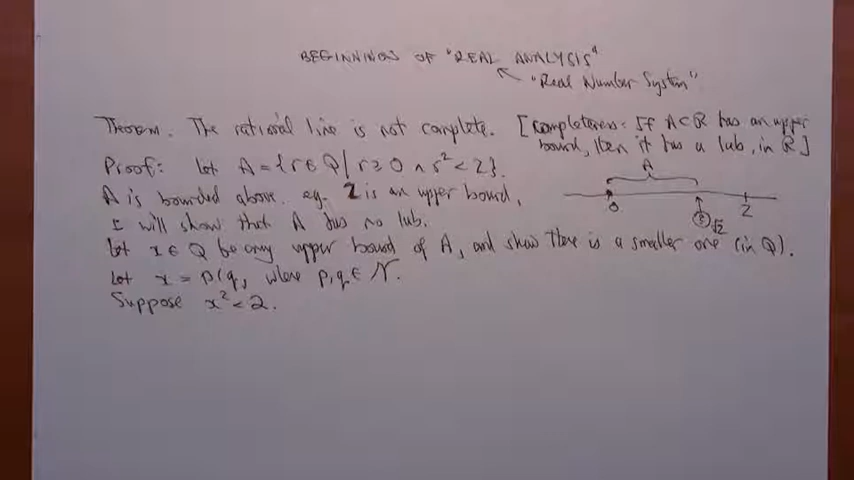 BEGINNINGS OF "REAL ANALYSIS"
"Real Number System"
Theorem. The rational line is not complete. [Completeness: If A⊂R has an upper
bound, then it has a lub, in R]
Proof: Let A = {r ∈ Q | r ≥ 0 ∧ r² < 2}.
A
A is bounded above. eg. 2 is an upper bound.
0
2
√2
I will show that A has no lub.
Let x ∈ Q be any upper bound of A, and show there is a smaller one (in Q).
Let x = p/q, where p,q ∈ N.
Suppose x² < 2.